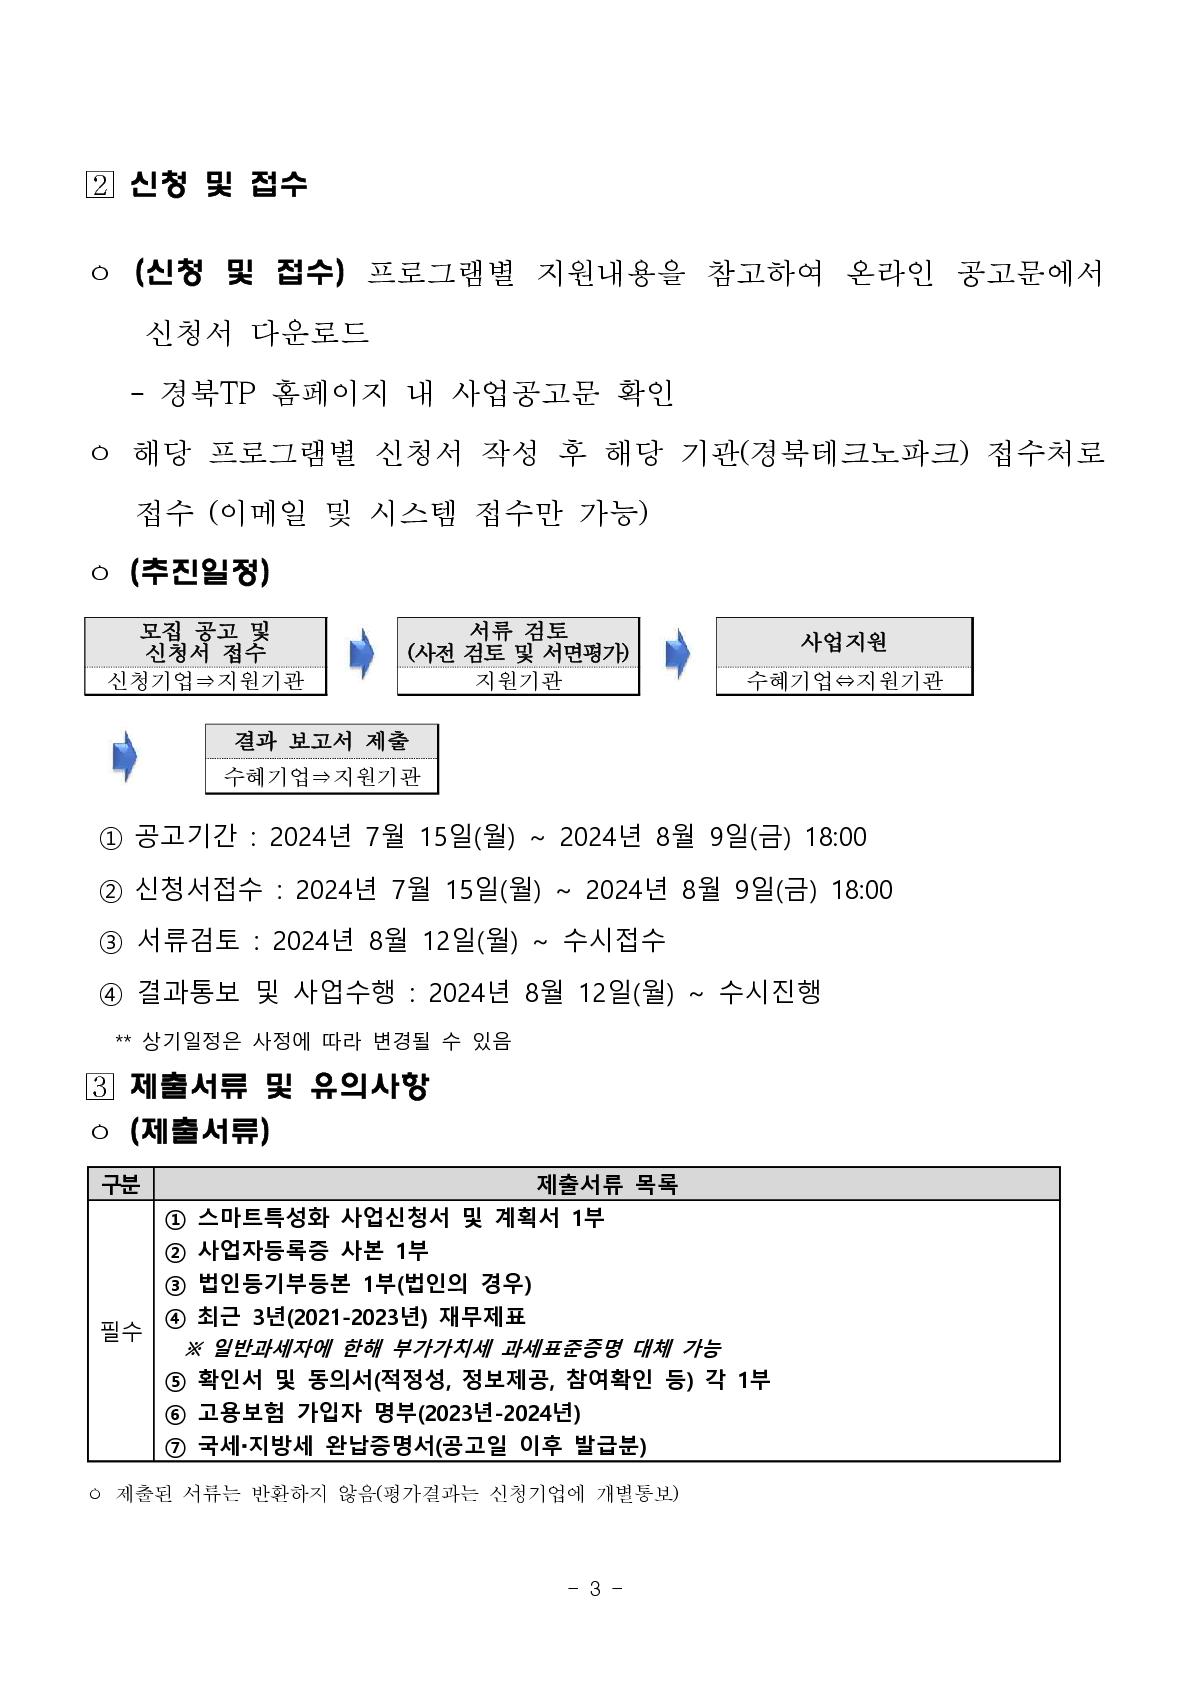 2 신청 및 접수
ㅇ (신청 및 접수) 프로그램별 지원내용을 참고하여 온라인 공고문에서
신청서 다운로드
- 경북TP 홈페이지 내 사업공고문 확인
ㅇ 해당 프로그램별 신청서 작성 후 해당 기관(경북테크노파크) 접수처로
접수 (이메일 및 시스템 접수만 가능)
ㅇ (추진일정)
모집 공고 및
신청서 접수
신청기업⇒지원기관
서류 검토
(사전 검토 및 서면평가)
지원기관
사업지원
수혜기업⇔지원기관
결과 보고서 제출
수혜기업⇒지원기관
① 공고기간 : 2024년 7월 15일(월) ~ 2024년 8월 9일(금) 18:00
② 신청서접수 : 2024년 7월 15일(월) ~ 2024년 8월 9일(금) 18:00
③ 서류검토 : 2024년 8월 12일(월) ~ 수시접수
④ 결과통보 및 사업수행 : 2024년 8월 12일(월) ~ 수시진행
** 상기일정은 사정에 따라 변경될 수 있음
3 제출서류 및 유의사항
ㅇ (제출서류)
구분 제출서류 목록
필수
① 스마트특성화 사업신청서 및 계획서 1부
② 사업자등록증 사본 1부
③ 법인등기부등본 1부(법인의 경우)
④ 최근 3년(2021-2023년) 재무제표
※ 일반과세자에 한해 부가가치세 과세표준증명 대체 가능
⑤ 확인서 및 동의서(적정성, 정보제공, 참여확인 등) 각 1부
⑥ 고용보험 가입자 명부(2023년-2024년)
⑦ 국세·지방세 완납증명서(공고일 이후 발급분)
ㅇ 제출된 서류는 반환하지 않음(평가결과는 신청기업에 개별통보)
- 3 -